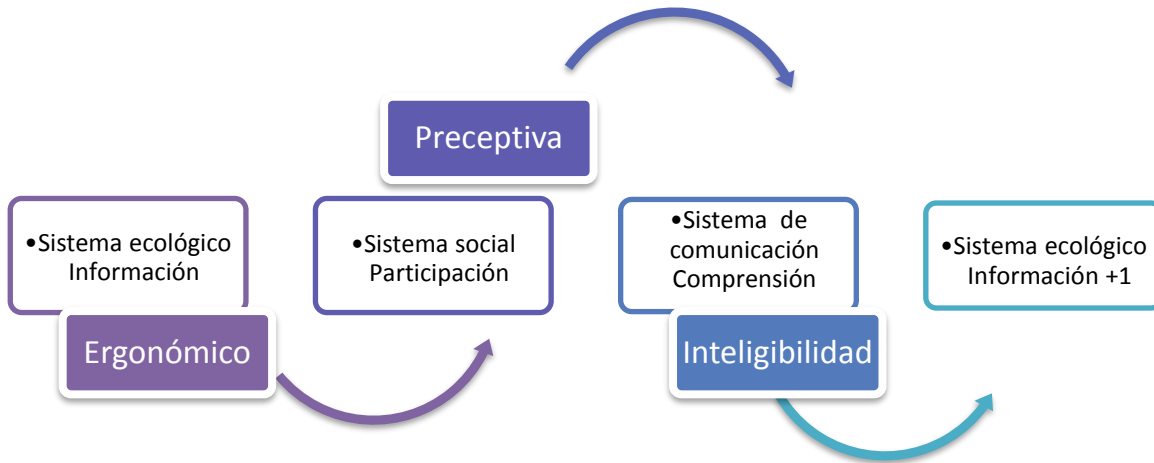 Preceptiva
•Sistema ecológico
Información
Ergonómico
•Sistema social
Participación
•Sistema  de
comunicación
Comprensión
Inteligibilidad
•Sistema ecológico
Información +1